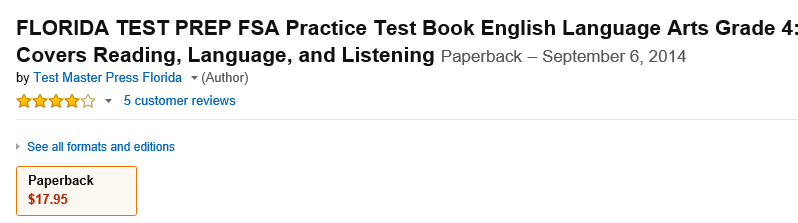 FLORIDA TEST PREP FSA Practice Test Book English Language Arts Grade 4:
Covers Reading, Language, and Listening Paperback – September 6, 2014
by Test Master Press Florida (Author)
5 customer reviews
See all formats and editions
Paperback
$17.95